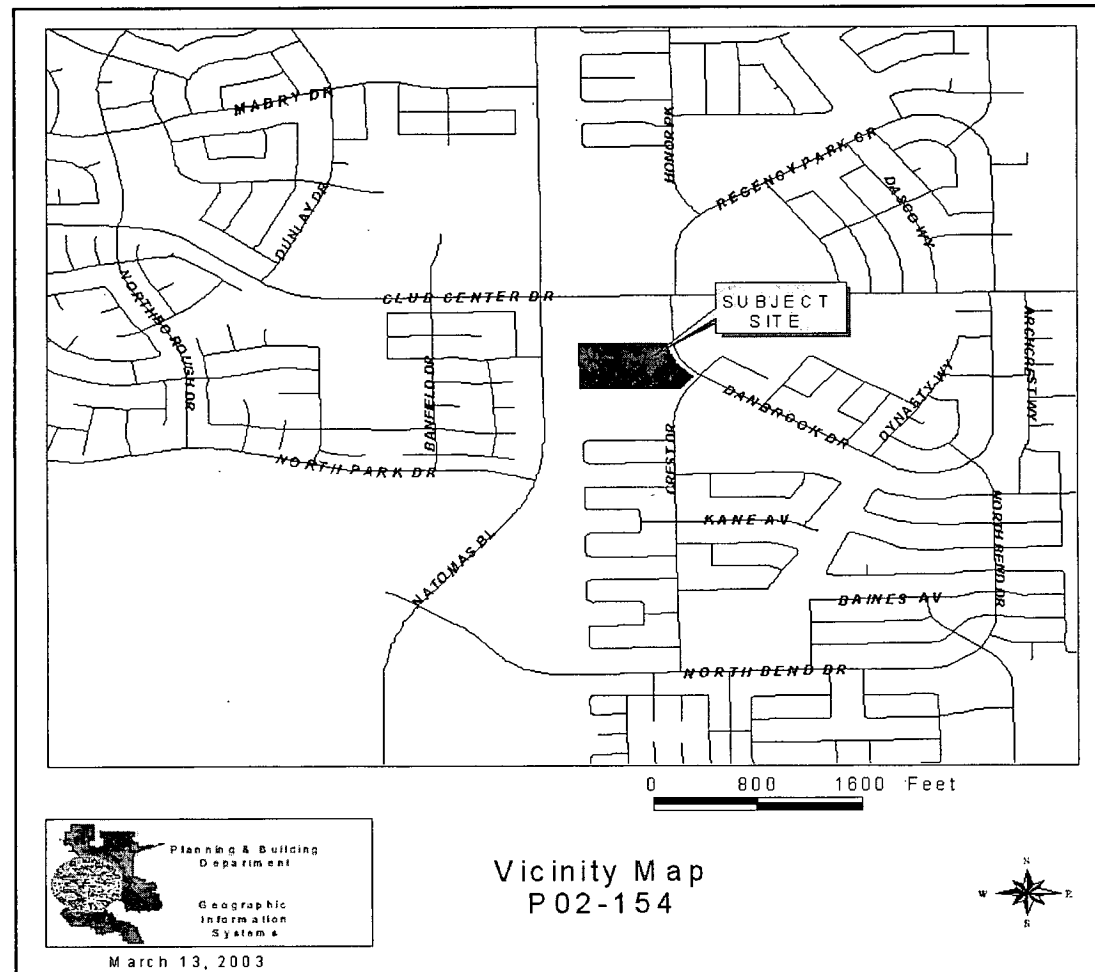 MABRY DR
HONOR PK
REGENCY PARK CR
DASCO WY
DUNLAY DR
NORTHBOROUGH DR
CLUB CENTER DR
SUBJECT
SITE
ARCHCREST WY
BANFIELD DR
DANBROOK DR
DYNASTY WY
NORTH PARK DR
CREST DR
KANE AV
NORTH BEND DR
NATOMAS BL
BAINES AV
NORTH BEND DR
0 800 1600 Feet
Planning & Building
Department
Geographic
Information
Systems
Vicinity Map
P02-154
N
W E
S
March 13, 2003